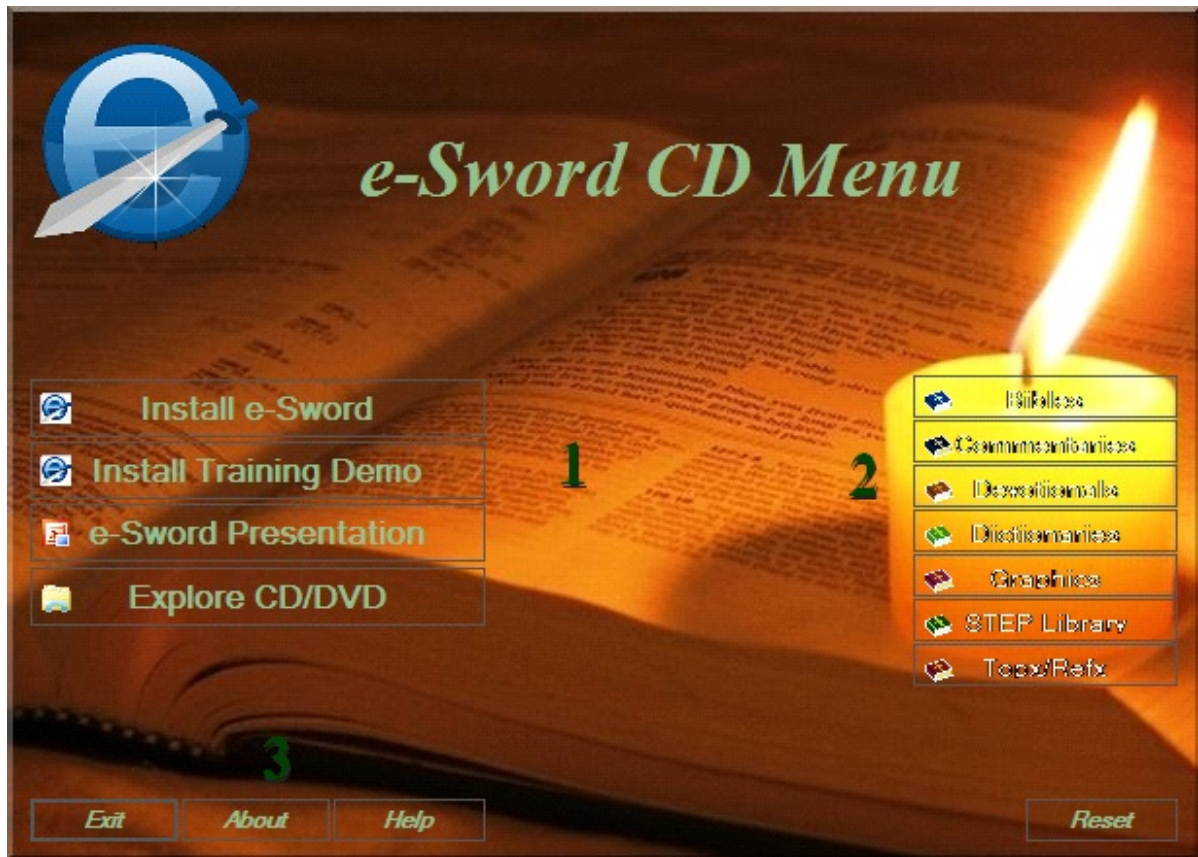 e-Sword CD Menu
Install e-Sword
Install Training Demo
e-Sword Presentation
Explore CD/DVD
1
2
Bibles
Commentaries
Devotionals
Dictionaries
Graphics
STEP Library
Topx/Refx
3
Exit
About
Help
Reset